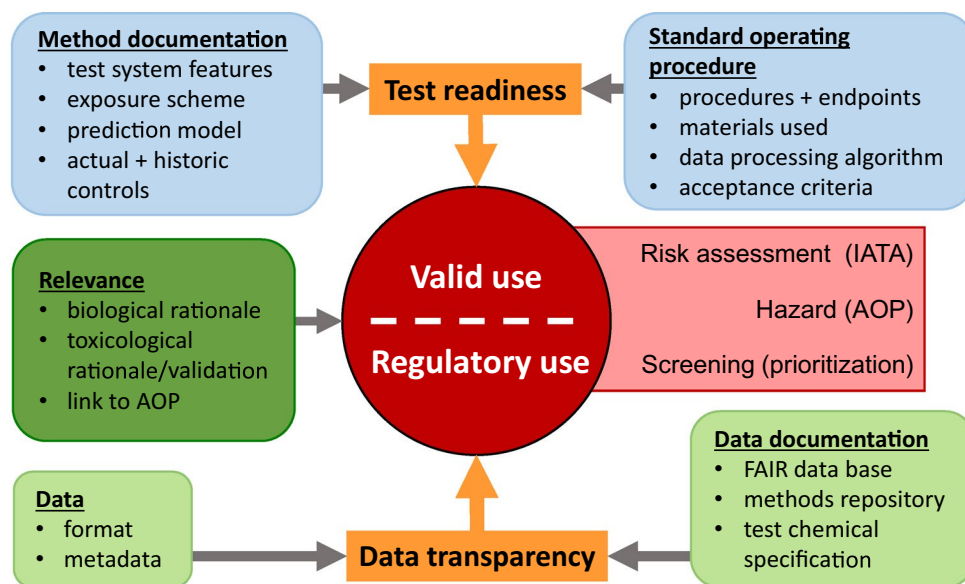 Method documentation
• test system features
• exposure scheme
• prediction model
• actual + historic
controls
Test readiness
Standard operating
procedure
• procedures + endpoints
• materials used
• data processing algorithm
• acceptance criteria
Relevance
• biological rationale
• toxicological
rationale/validation
• link to AOP
Valid use
Regulatory use
Risk assessment (IATA)
Hazard (AOP)
Screening (prioritization)
Data
• format
• metadata
Data transparency
Data documentation
• FAIR data base
• methods repository
• test chemical
specification